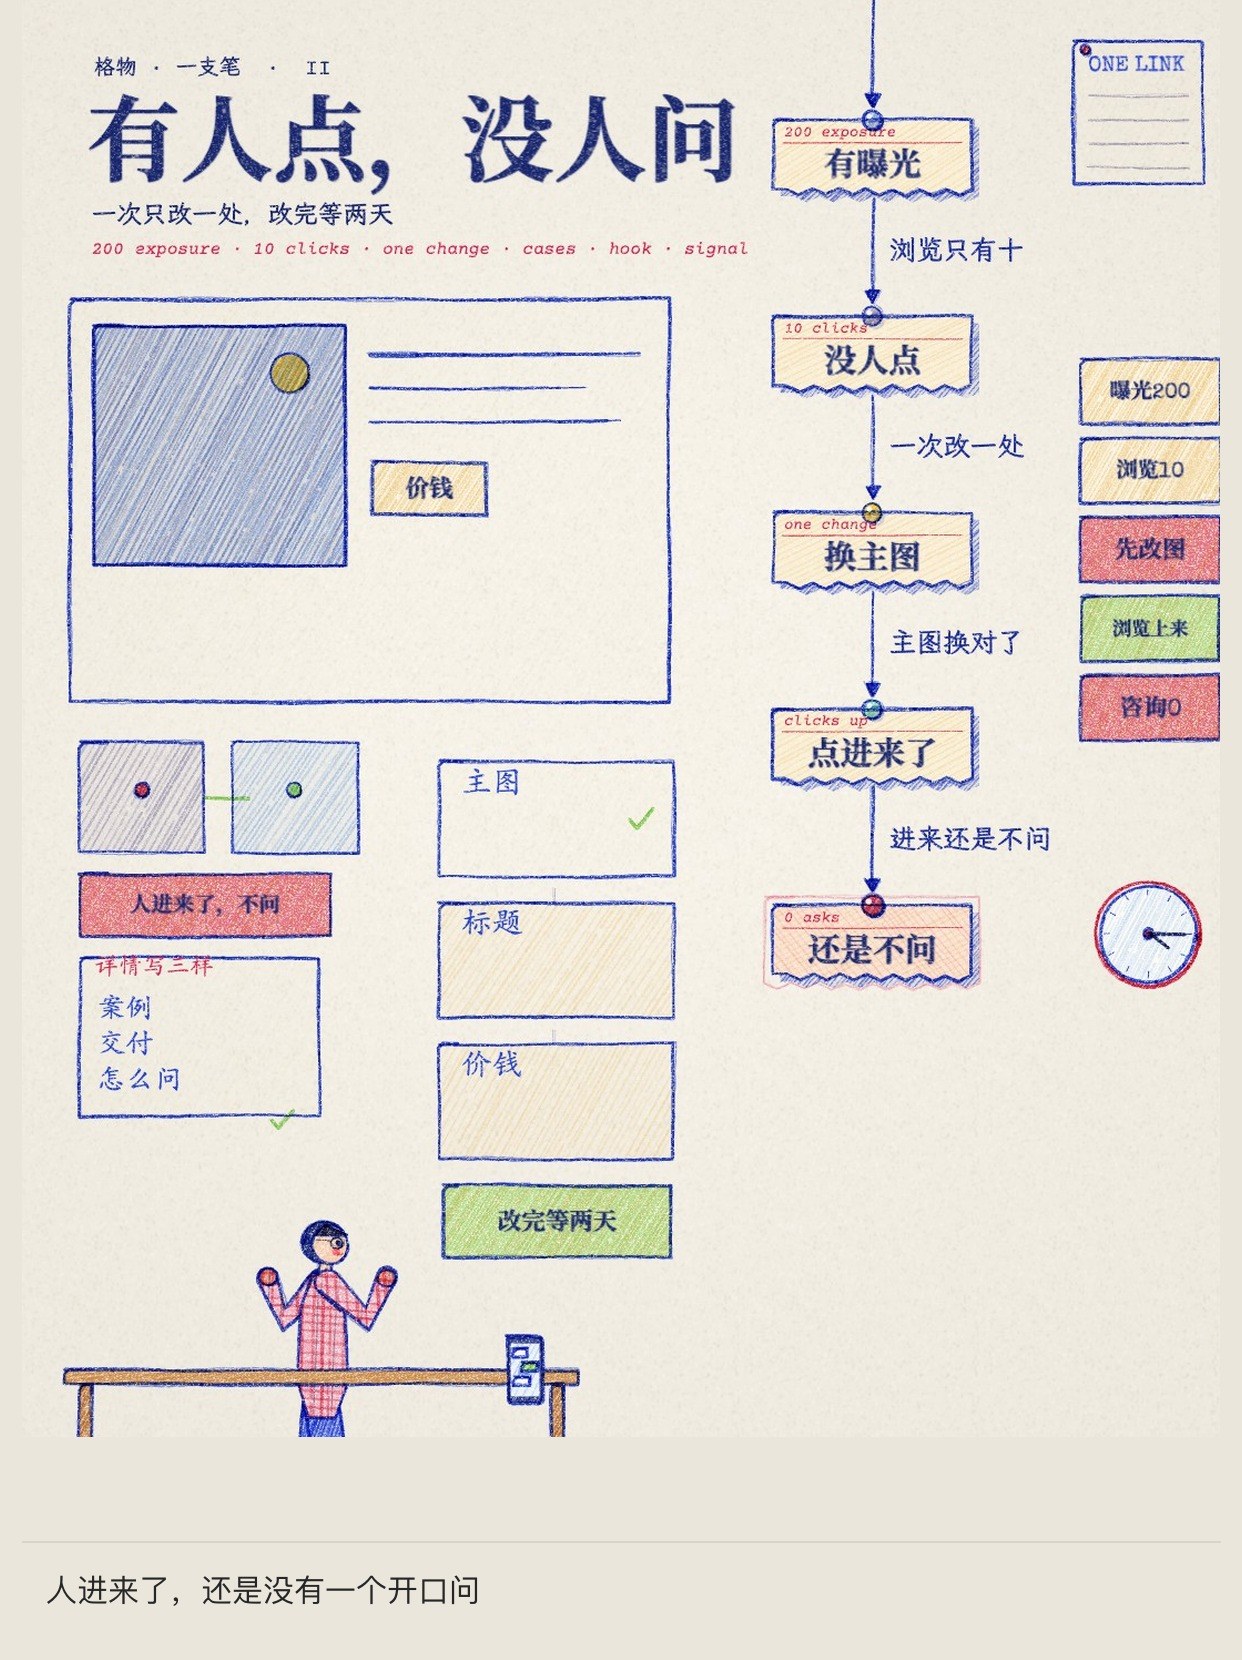 格物 · 一支笔 · II
有人点，没人问
一次只改一处，改完等两天
200 exposure · 10 clicks · one change · cases · hook · signal
价钱
人进来了，不问
详情写三样
案例
交付
怎么问
主图
标题
价钱
改完等两天
200 exposure
有曝光
浏览只有十
10 clicks
没人点
一次改一处
one change
换主图
主图换对了
clicks up
点进来了
进来还是不问
0 asks
还是不问
ONE LINK
曝光200
浏览10
先改图
浏览上来
咨询0
人进来了，还是没有一个开口问